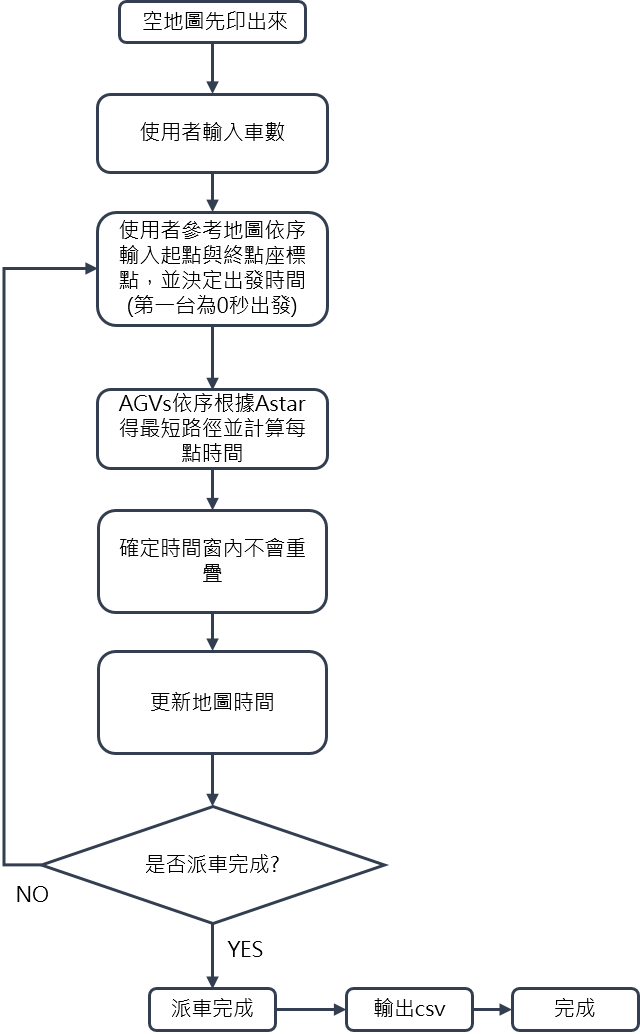 空地圖先印出來
使用者輸入車數
使用者參考地圖依序
輸入起點與終點座標
點，並決定出發時間
(第一台為0秒出發)
AGVs依序根據Astar
得最短路徑並計算每
點時間
確定時間窗內不會重
疊
更新地圖時間
是否派車完成?
NO
YES
派車完成
輸出csv
完成